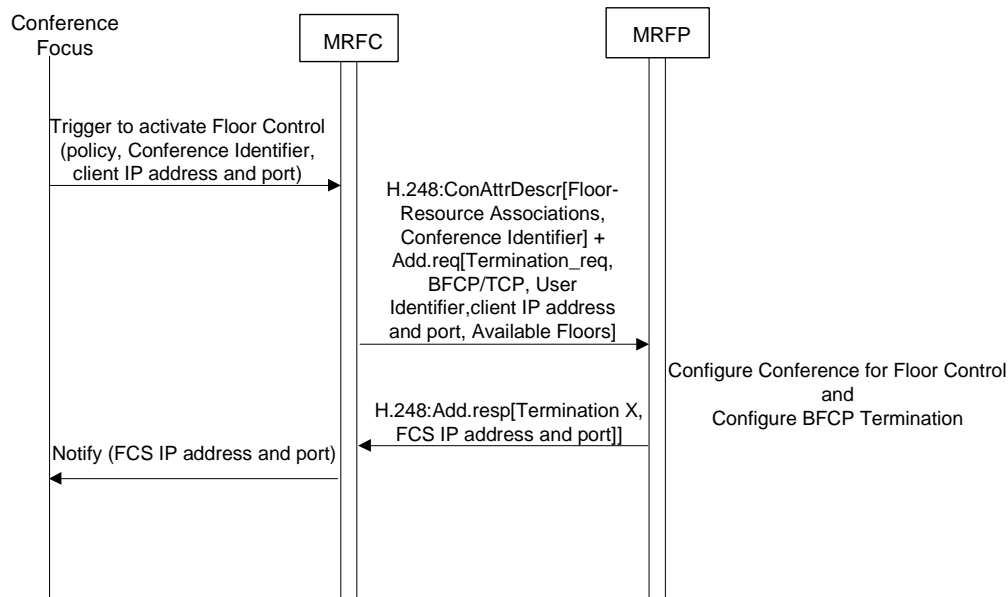 Conference
Focus
MRFC
MRFP
Trigger to activate Floor Control
(policy, Conference Identifier,
client IP address and port)
H.248:ConAttrDescr[Floor-
Resource Associations,
Conference Identifier] +
Add.req[Termination_req,
BFCP/TCP, User
Identifier,client IP address
and port, Available Floors]
Configure Conference for Floor Control
and
Configure BFCP Termination
H.248:Add.resp[Termination X,
FCS IP address and port]]
Notify (FCS IP address and port)